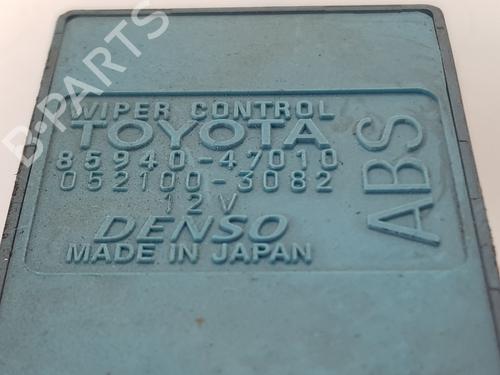 B-PARTS
WIPER CONTROL
TOYOTA
85940-47010
052100-3082
12V
DENSO
MADE IN JAPAN
ABS